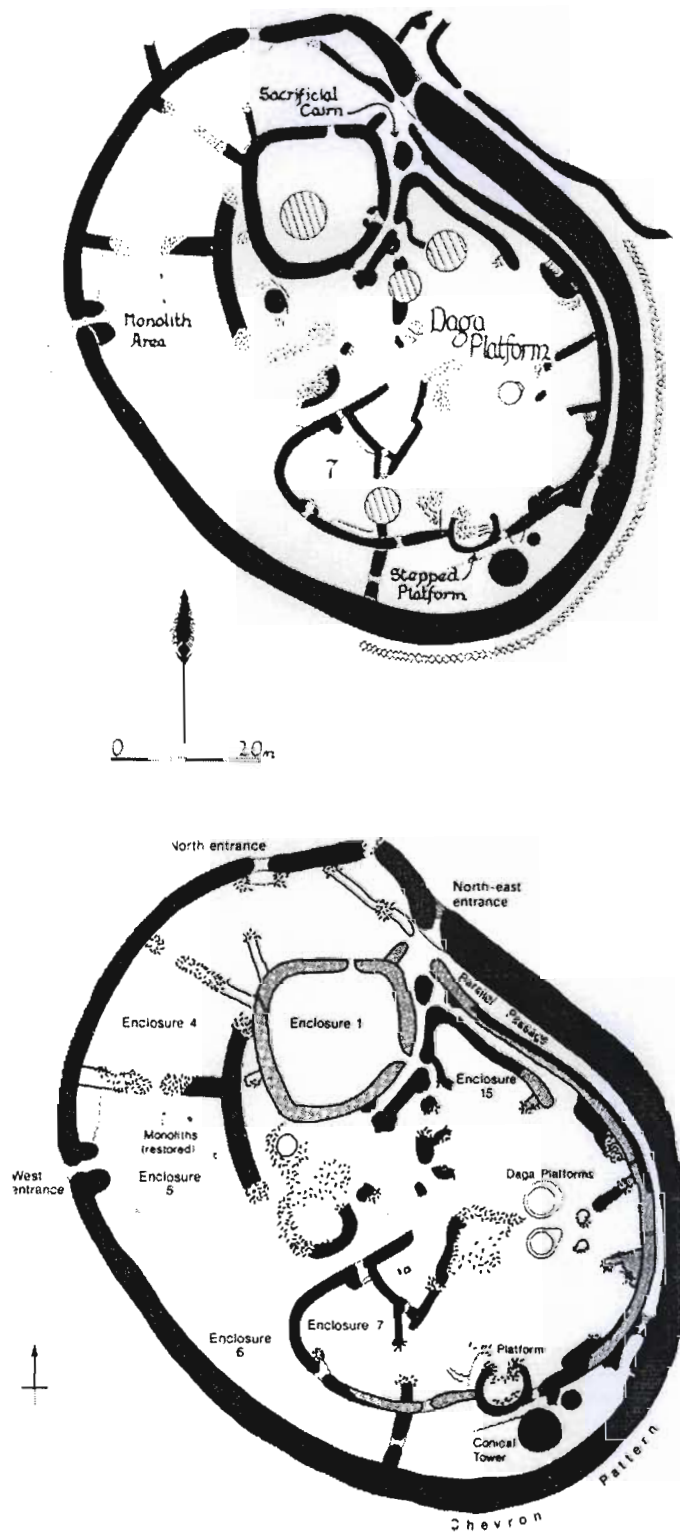 Sacrificial
Cairn
Monolith
Area
Daga
Platform
7
Stepped
Platform
0 20m
North entrance
North-east
entrance
Parallel Passage
Enclosure 4
Enclosure 1
Enclosure
15
Monoliths
(restored)
West
entrance
Enclosure
5
Daga Platforms
Enclosure 7
Enclosure
6
Platform
Conical
Tower
Chevron Pattern